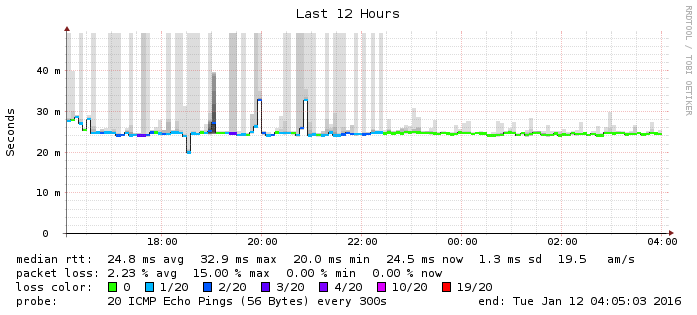 Last 12 Hours
RRDTOOL / TOBI OETIKER
Seconds
40 m
30 m
20 m
10 m
0
18:00 20:00 22:00 00:00 02:00 04:00
median rtt: 24.8 ms avg 32.9 ms max 20.0 ms min 24.5 ms now 1.3 ms sd 19.5 am/s
packet loss: 2.23 % avg 15.00 % max 0.00 % min 0.00 % now
loss color: 0 1/20 2/20 3/20 4/20 10/20 19/20
probe: 20 ICMP Echo Pings (56 Bytes) every 300s end: Tue Jan 12 04:05:03 2016